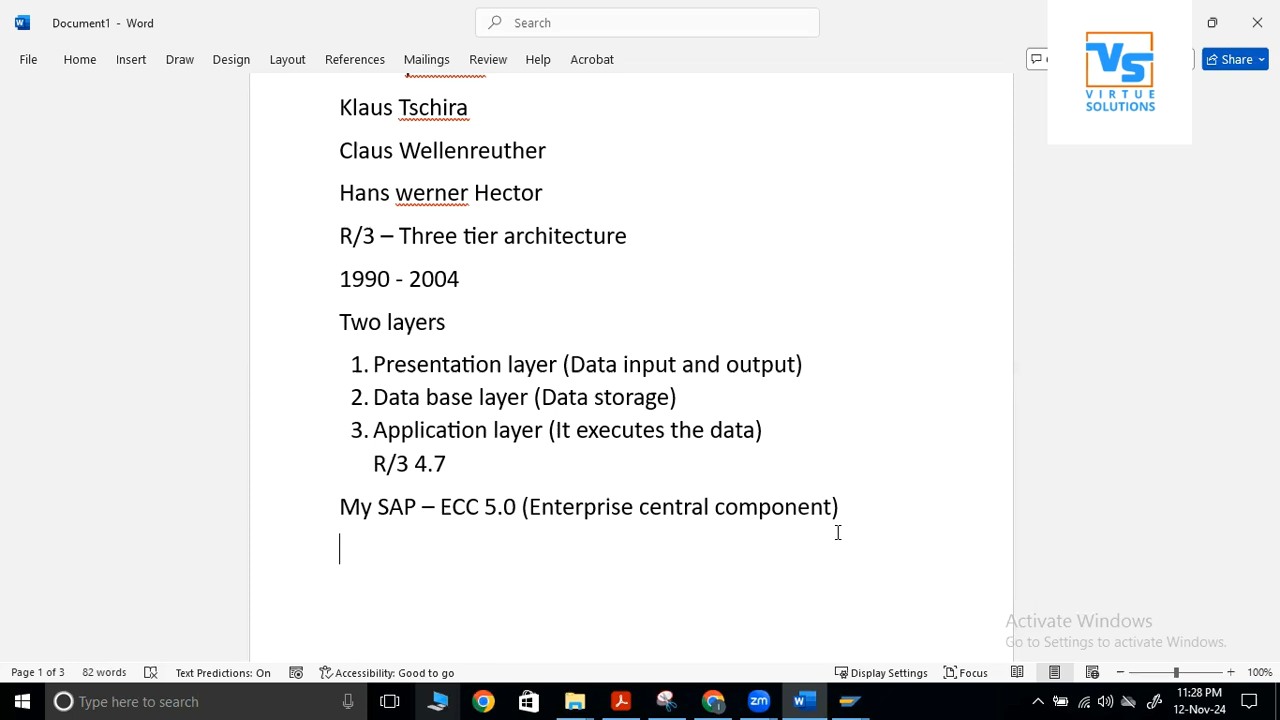 Document1 - Word
Search
File Home Insert Draw Design Layout References Mailings Review Help Acrobat
Share
VS
VIRTUE
SOLUTIONS
Klaus Tschira
Claus Wellenreuther
Hans werner Hector
R/3 – Three tier architecture
1990 - 2004
Two layers
1. Presentation layer (Data input and output)
2. Data base layer (Data storage)
3. Application layer (It executes the data)
R/3 4.7
My SAP – ECC 5.0 (Enterprise central component)
Activate Windows
Go to Settings to activate Windows.
Page 1 of 3 82 words Text Predictions: On Accessibility: Good to go Display Settings Focus 100%
Type here to search
11:28 PM
12-Nov-24